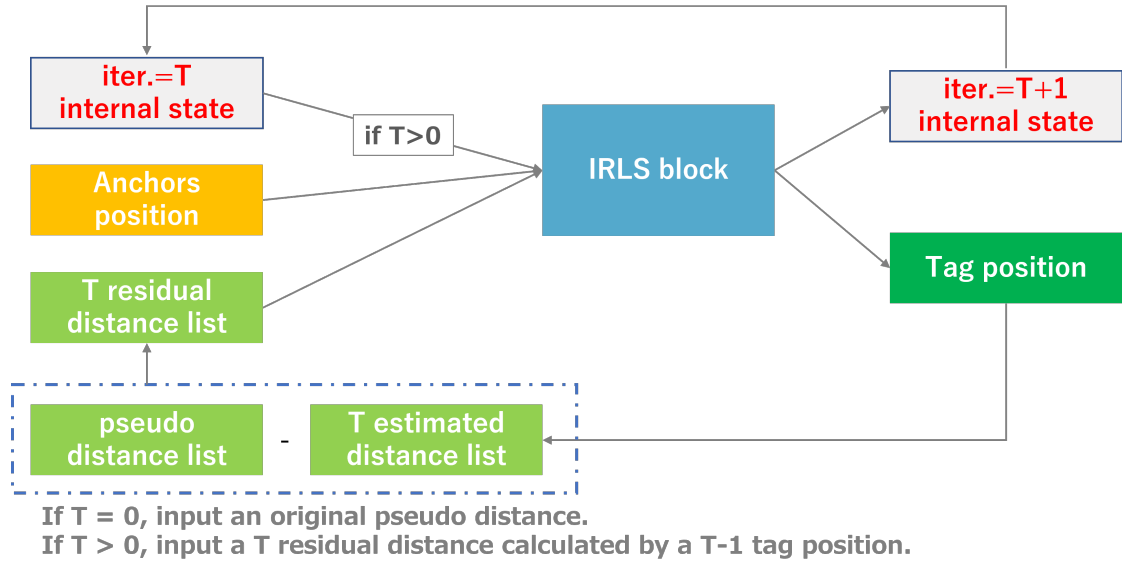 iter.=T
internal state
if T>0
Anchors
position
T residual
distance list
pseudo
distance list
-
T estimated
distance list
IRLS block
iter.=T+1
internal state
Tag position
If T = 0, input an original pseudo distance.
If T > 0, input a T residual distance calculated by a T-1 tag position.